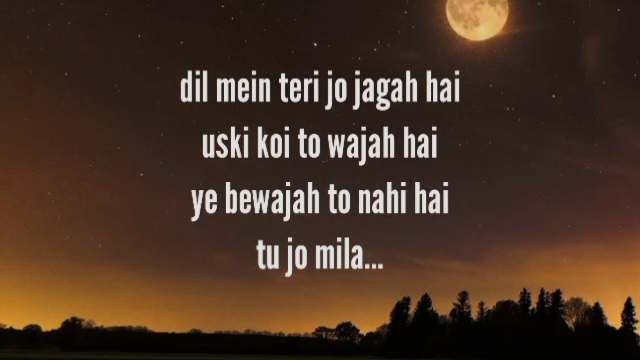 dil mein teri jo jagah hai
uski koi to wajah hai
ye bewajah to nahi hai
tu jo mila...